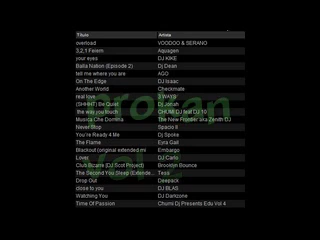 Título Artista
overload VOODOO & SERANO
3,2,1 Feiern Aquagen
your eyes DJ KIKE
Balla Nation (Episode 2) Dj Dean
tell me where you are AGO
On The Edge DJ Isaac
Another World Checkmate
real love 3 WAYS
(SHHHT) Be Quiet Dj Jonah
the way you touch CHUMI DJ feat DJ 10
Musica Che Domina The New Frontier aka Zenith DJ
Never Stop Spacio II
You're Ready 4 Me Dj Spoke
The Flame Eyra Gail
Blackout (original extended mi Embargo
Lover DJ Carlo
Club Bizarre (DJ Scot Project) Brooklyn Bounce
The Second You Sleep (Extende... Tess
Drop Out Deepack
close to you DJ BLAS
Watching You DJ Darkzone
Time Of Passion Chumi Dj Presents Edu Vol 4